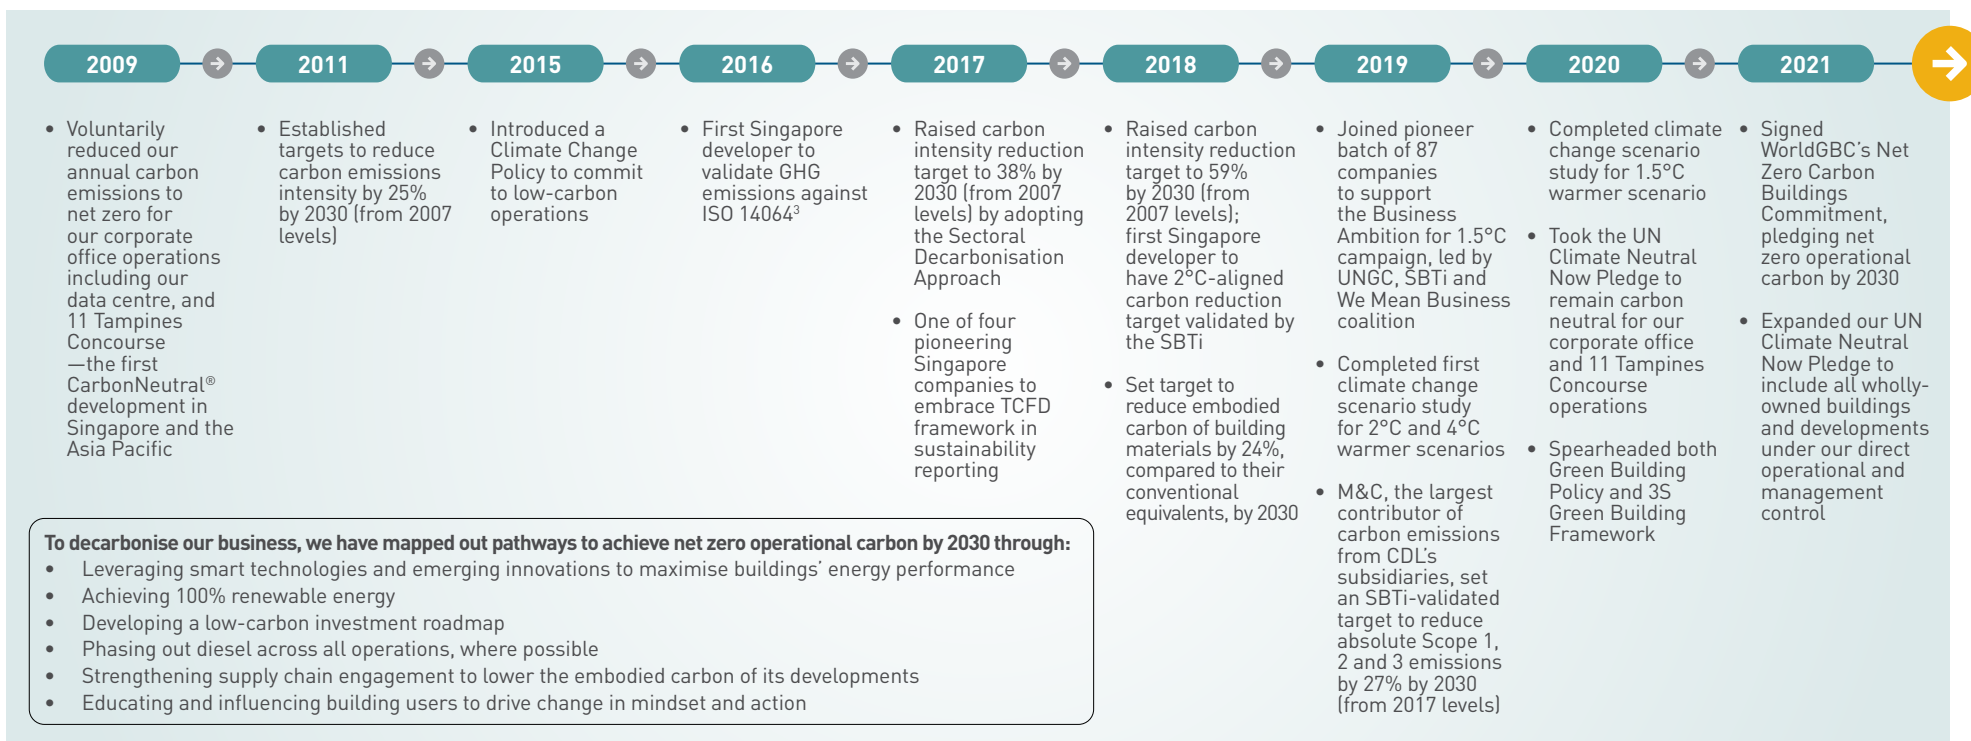 2009
2011
2015
2016
2017
2018
2019
2020
2021
• Voluntarily
reduced our
annual carbon
emissions to
net zero for
our corporate
office operations
including our
data centre, and
11 Tampines
Concourse
—the first
CarbonNeutral®
development in
Singapore and the
Asia Pacific
• Established
targets to reduce
carbon emissions
intensity by 25%
by 2030 (from 2007
levels)
• Introduced a
Climate Change
Policy to commit
to low-carbon
operations
• First Singapore
developer to
validate GHG
emissions against
ISO 14064³
• Raised carbon
intensity reduction
target to 38% by
2030 (from 2007
levels) by adopting
the Sectoral
Decarbonisation
Approach
• One of four
pioneering
Singapore
companies to
embrace TCFD
framework in
sustainability
reporting
• Raised carbon
intensity reduction
target to 59%
by 2030 (from
2007 levels);
first Singapore
developer to
have 2°C-aligned
carbon reduction
target validated by
the SBTi
• Set target to
reduce embodied
carbon of building
materials by 24%,
compared to their
conventional
equivalents, by 2030
• Joined pioneer
batch of 87
companies
to support
the Business
Ambition for 1.5°C
campaign, led by
UNGC, SBTi and
We Mean Business
coalition
• Completed first
climate change
scenario study
for 2°C and 4°C
warmer scenarios
• M&C, the largest
contributor of
carbon emissions
from CDL's
subsidiaries, set
an SBTi-validated
target to reduce
absolute Scope 1,
2 and 3 emissions
by 27% by 2030
(from 2017 levels)
• Completed climate
change scenario
study for 1.5°C
warmer scenario
• Took the UN
Climate Neutral
Now Pledge to
remain carbon
neutral for our
corporate office
and 11 Tampines
Concourse
operations
• Spearheaded both
Green Building
Policy and 3S
Green Building
Framework
• Signed
WorldGBC's Net
Zero Carbon
Buildings
Commitment,
pledging net
zero operational
carbon by 2030
• Expanded our UN
Climate Neutral
Now Pledge to
include all wholly-
owned buildings
and developments
under our direct
operational and
management
control
To decarbonise our business, we have mapped out pathways to achieve net zero operational carbon by 2030 through:
• Leveraging smart technologies and emerging innovations to maximise buildings' energy performance
• Achieving 100% renewable energy
• Developing a low-carbon investment roadmap
• Phasing out diesel across all operations, where possible
• Strengthening supply chain engagement to lower the embodied carbon of its developments
• Educating and influencing building users to drive change in mindset and action